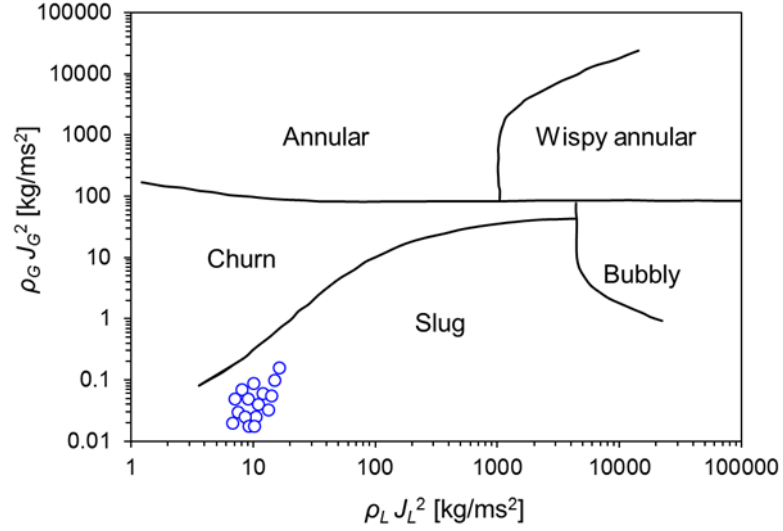 100000
10000
1000
100
10
1
0.1
0.01
ρG JG² [kg/ms²]
Annular
Wispy annular
Churn
Bubbly
Slug
1 10 100 1000 10000 100000
ρL JL² [kg/ms²]